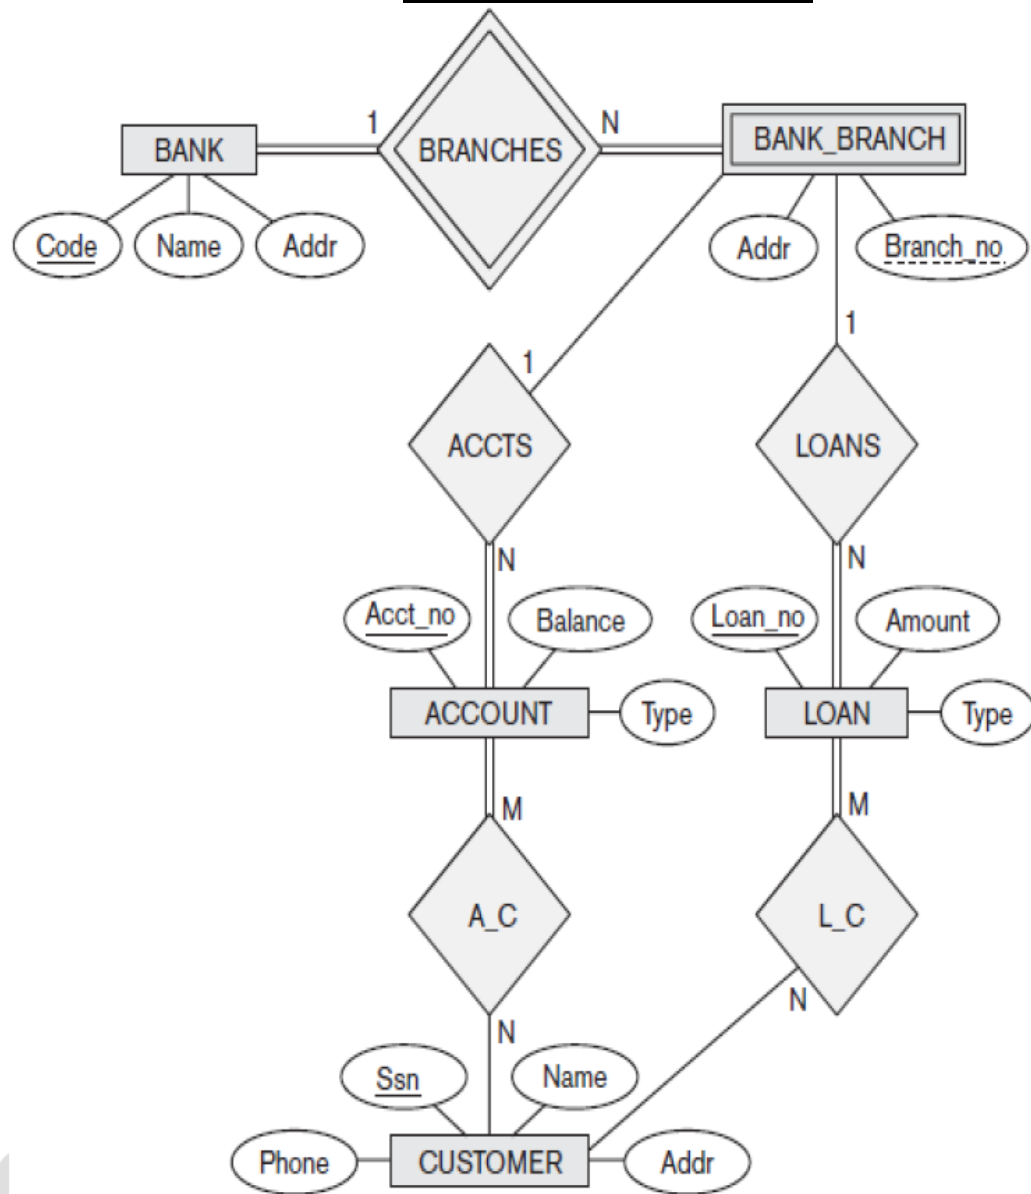 1
N
BANK
BRANCHES
BANK_BRANCH
Code
Name
Addr
Addr
Branch_no
1
1
ACCTS
LOANS
N
N
Acct_no
Balance
Loan_no
Amount
ACCOUNT
Type
LOAN
Type
M
M
A_C
L_C
N
N
Ssn
Name
Phone
CUSTOMER
Addr